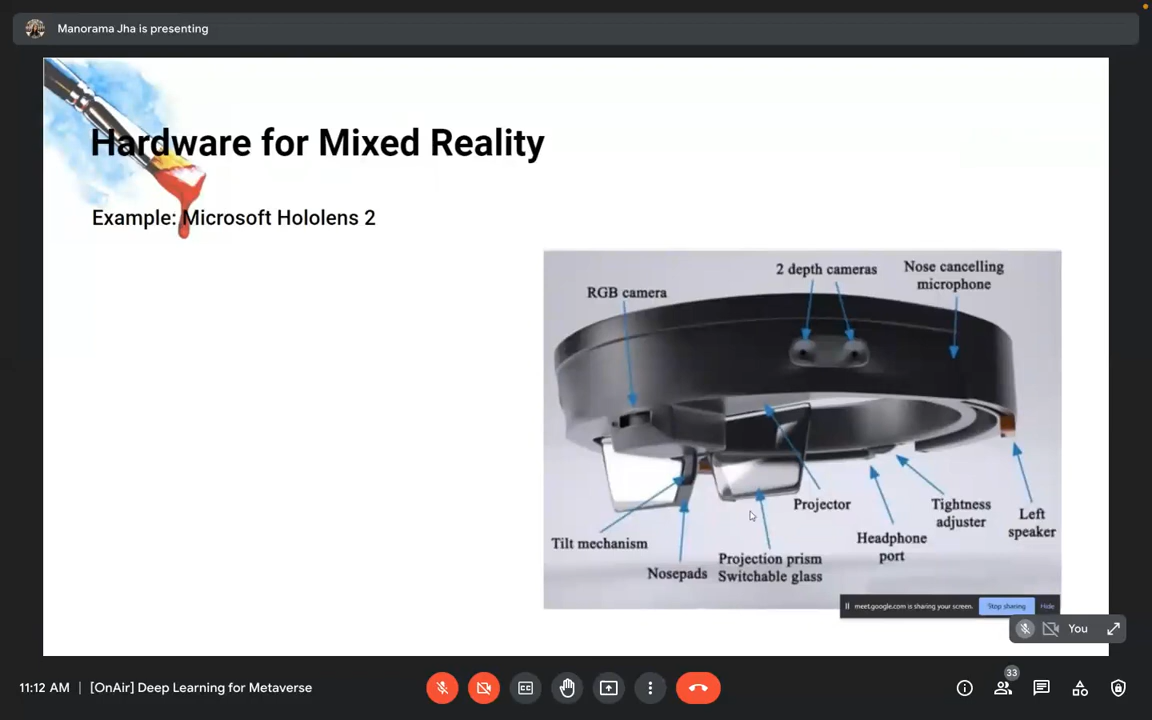 Manorama Jha is presenting
Hardware for Mixed Reality
Example: Microsoft Hololens 2
2 depth cameras
Nose cancelling
microphone
RGB camera
Projector
Tightness
adjuster
Left
speaker
Headphone
port
Tilt mechanism
Projection prism
Switchable glass
Nosepads
meet.google.com is sharing your screen.
Stop sharing
Hide
You
11:12 AM | [OnAir] Deep Learning for Metaverse
CC
33